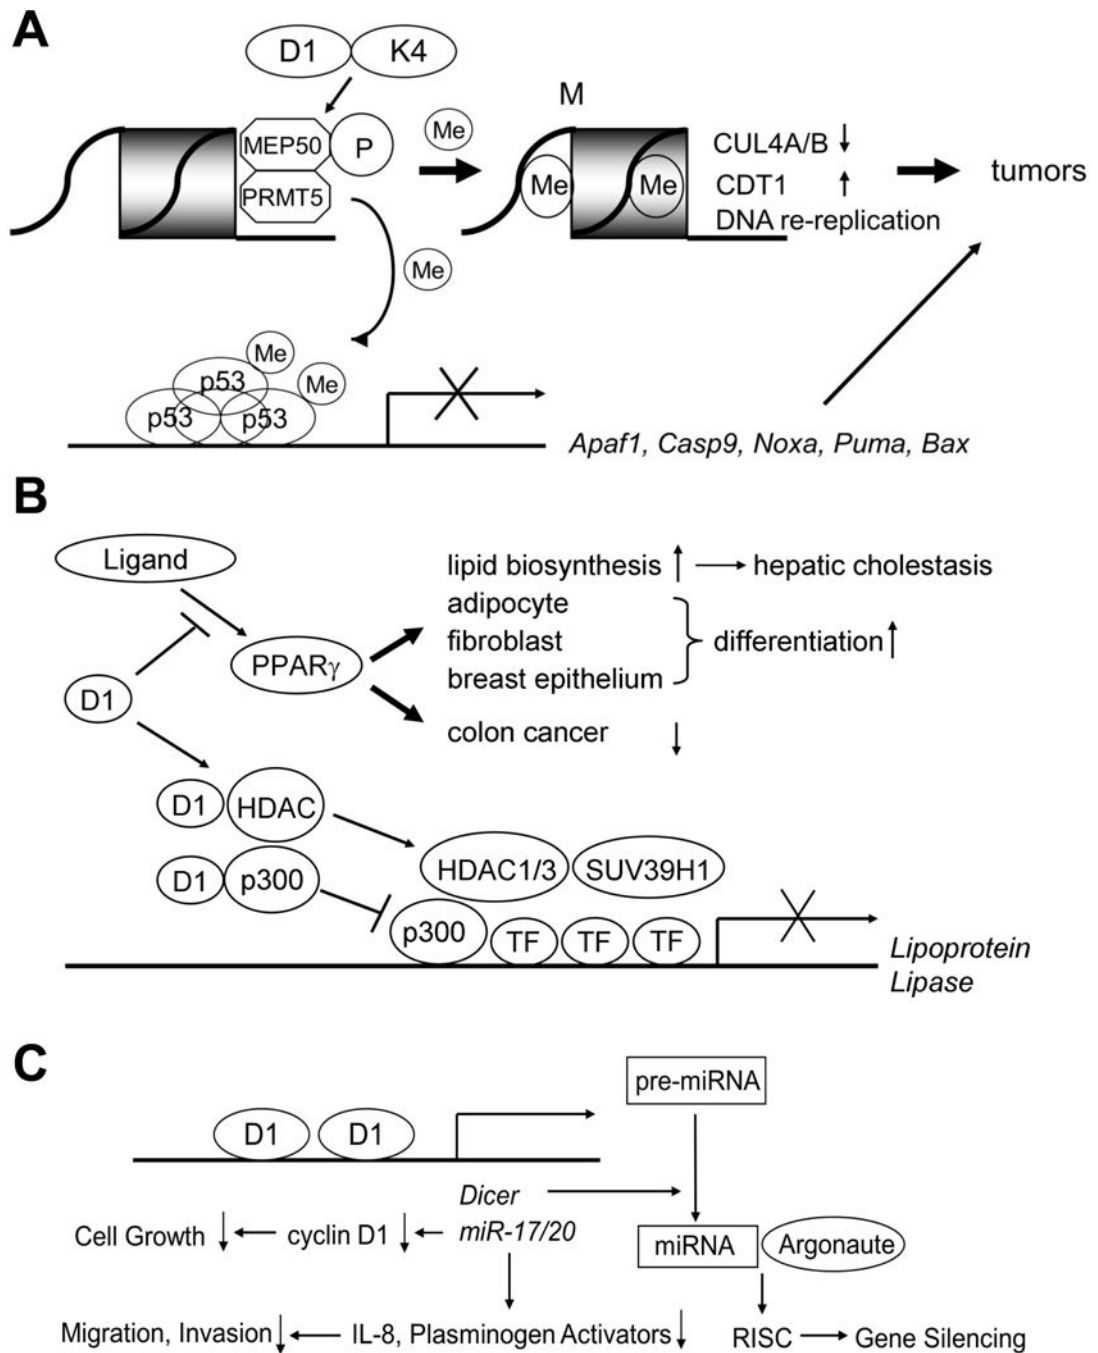 A
D1 K4
M
Me
MEP50 P
CUL4A/B ↓
Me Me
CDT1 ↑
tumors
PRMT5
DNA re-replication
Me
Me
p53 Me
p53 p53
Apaf1, Casp9, Noxa, Puma, Bax
B
Ligand
lipid biosynthesis ↑ → hepatic cholestasis
adipocyte
fibroblast
differentiation ↑
PPARγ
breast epithelium
D1
colon cancer ↓
D1 HDAC
HDAC1/3 SUV39H1
D1 p300
p300 TF TF TF
Lipoprotein
Lipase
C
pre-miRNA
D1 D1
Dicer
Cell Growth ↓ ← cyclin D1 ↓ ← miR-17/20
miRNA Argonaute
Migration, Invasion ↓ ← IL-8, Plasminogen Activators ↓
RISC → Gene Silencing